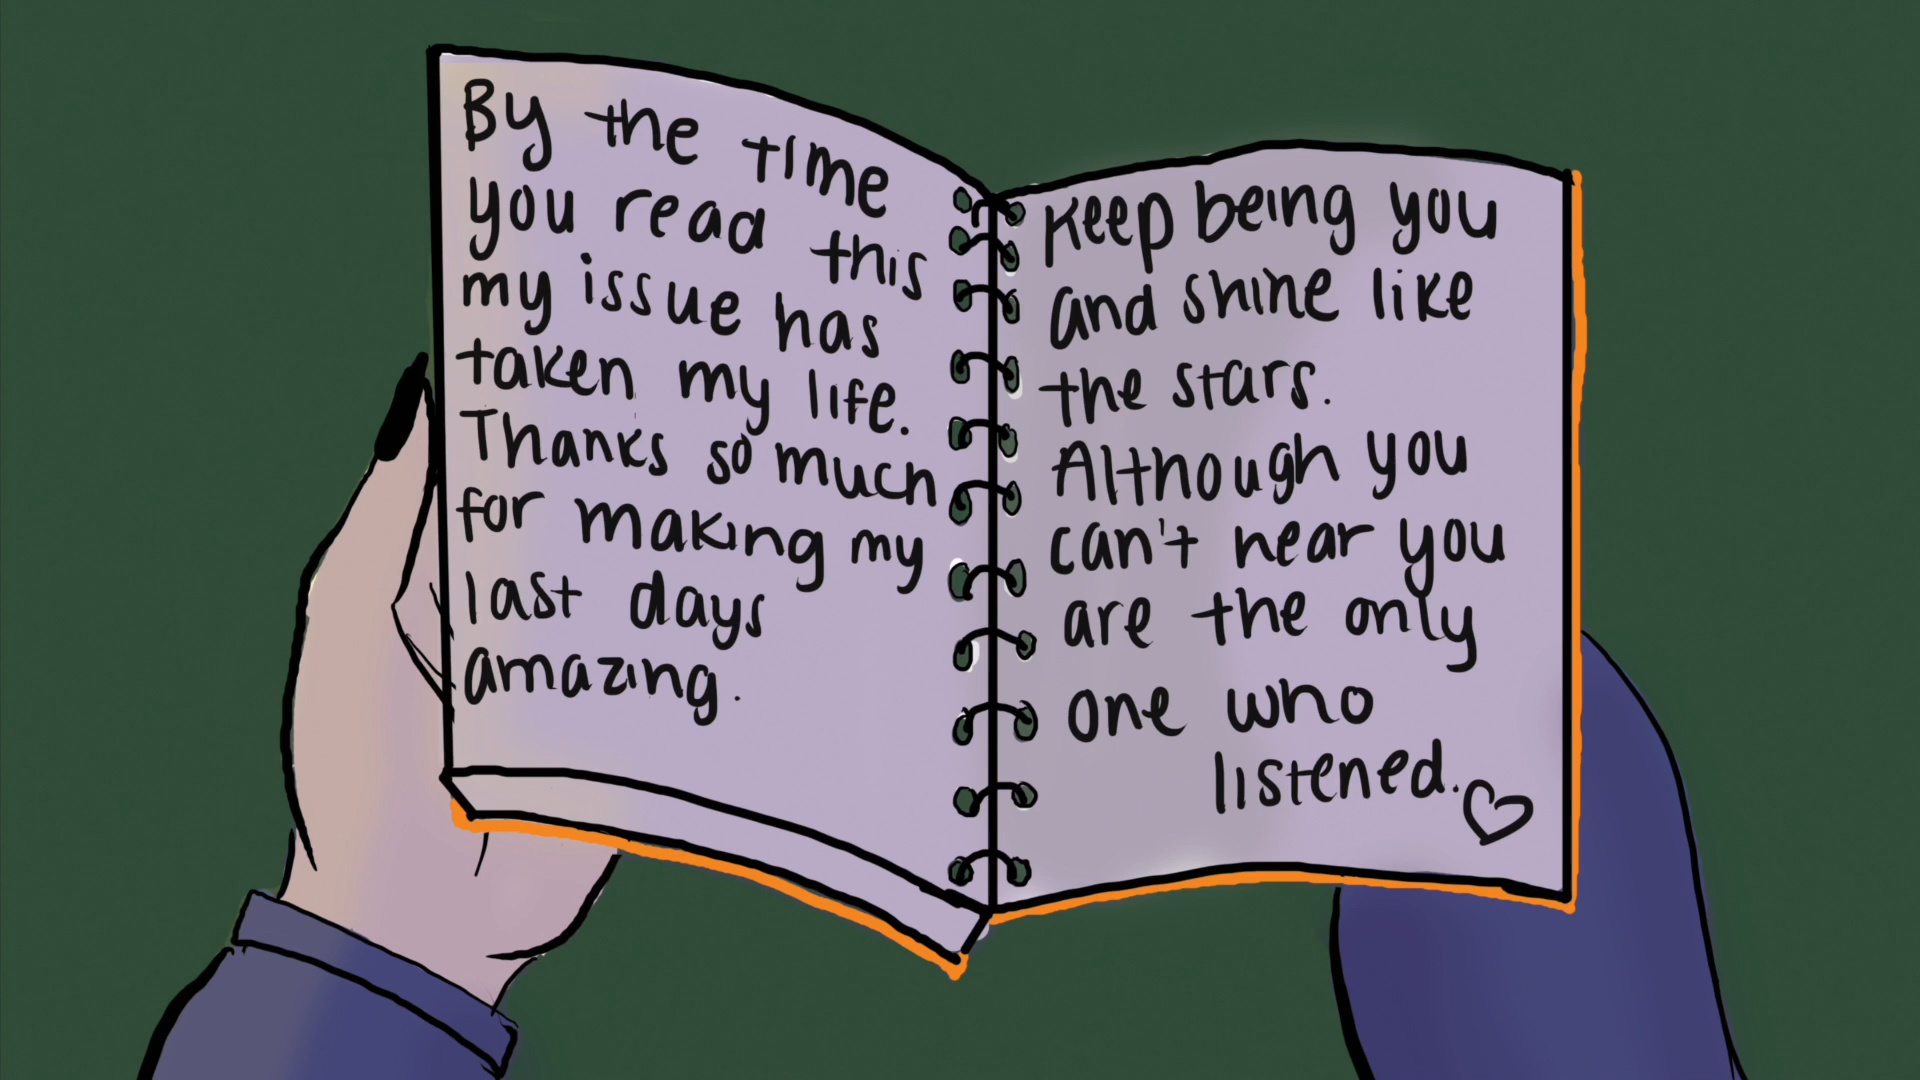 By the time
you read this
my issue has
taken my life.
Thanks so much
for making my
last days
amazing.
Keep being you
and shine like
the stars.
Although you
can't hear you
are the only
one who
listened.